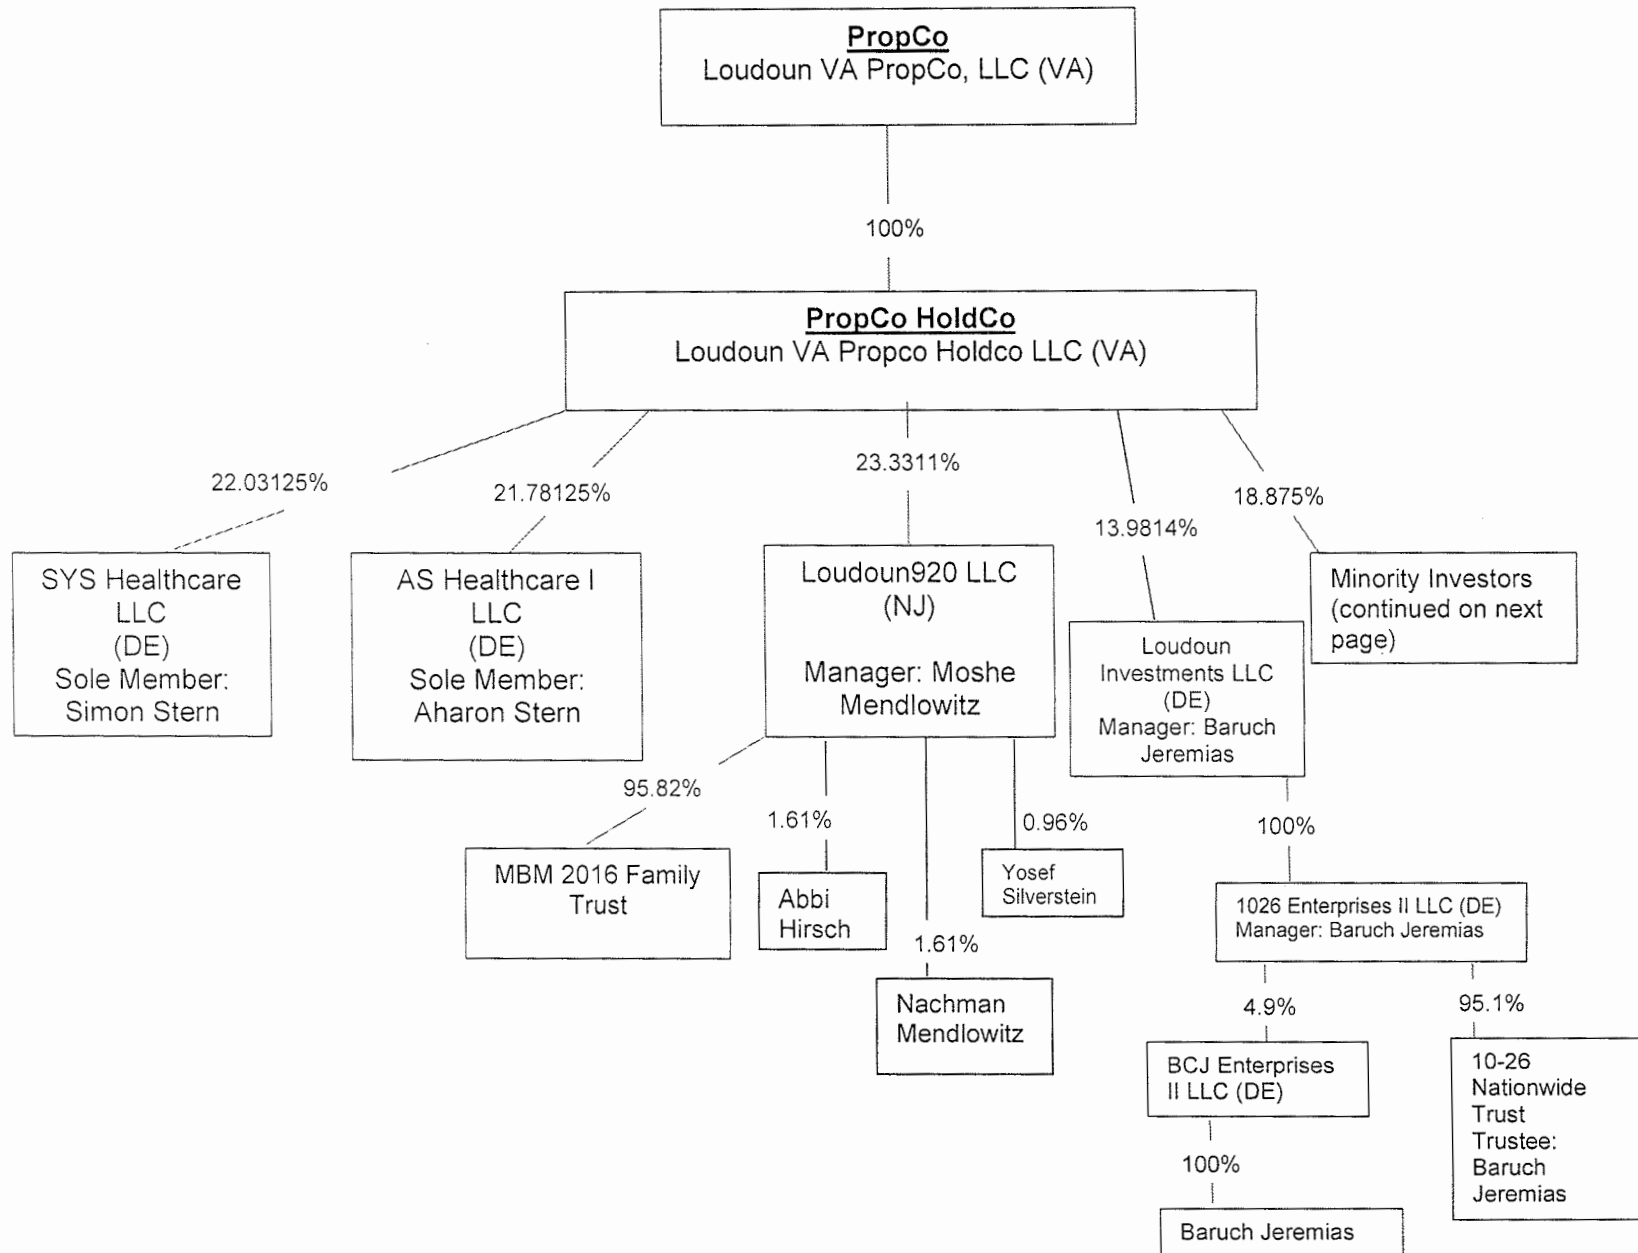 PropCo
Loudoun VA PropCo, LLC (VA)
100%
PropCo HoldCo
Loudoun VA Propco Holdco LLC (VA)
22.03125%
21.78125%
23.3311%
13.9814%
18.875%
SYS Healthcare
LLC
(DE)
Sole Member:
Simon Stern
AS Healthcare I
LLC
(DE)
Sole Member:
Aharon Stern
Loudoun920 LLC
(NJ)
Manager: Moshe
Mendlowitz
Loudoun
Investments LLC
(DE)
Manager: Baruch
Jeremias
Minority Investors
(continued on next
page)
95.82%
1.61%
1.61%
0.96%
100%
MBM 2016 Family
Trust
Abbi
Hirsch
Nachman
Mendlowitz
Yosef
Silverstein
1026 Enterprises II LLC (DE)
Manager: Baruch Jeremias
4.9%
95.1%
BCJ Enterprises
II LLC (DE)
10-26
Nationwide
Trust
Trustee:
Baruch
Jeremias
100%
Baruch Jeremias